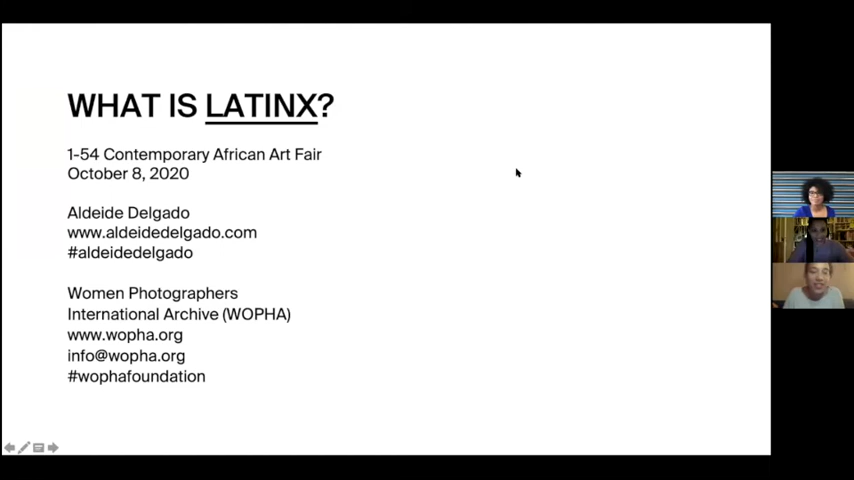 WHAT IS LATINX?
1-54 Contemporary African Art Fair
October 8, 2020
Aldeide Delgado
www.aldeidedelgado.com
#aldeidedelgado
Women Photographers
International Archive (WOPHA)
www.wopha.org
info@wopha.org
#wophafoundation